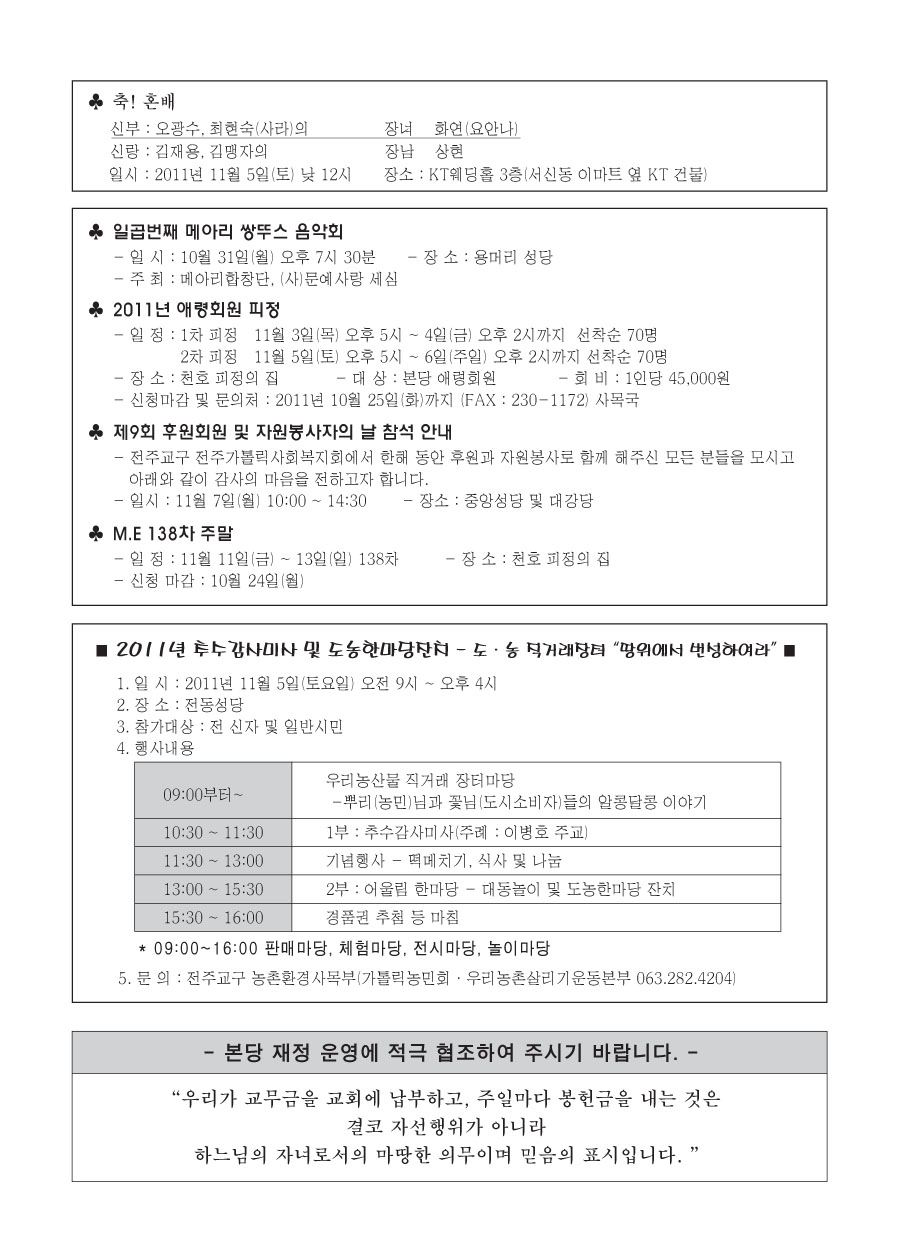 ♣ 축! 혼배
신부 : 오광수, 최현숙(사라)의 장녀 화연(요안나)
신랑 : 김재용, 김맹자의 장남 상현
일시 : 2011년 11월 5일(토) 낮 12시 장소 : KT웨딩홀 3층(서신동 이마트 옆 KT 건물)
♣ 일곱번째 메아리 쌍뚜스 음악회
- 일 시 : 10월 31일(월) 오후 7시 30분 - 장 소 : 용머리 성당
- 주 최 : 메아리합창단, (사)문예사랑 세심
♣ 2011년 애령회원 피정
- 일 정 : 1차 피정 11월 3일(목) 오후 5시 ~ 4일(금) 오후 2시까지 선착순 70명
2차 피정 11월 5일(토) 오후 5시 ~ 6일(주일) 오후 2시까지 선착순 70명
- 장 소 : 천호 피정의 집 - 대 상 : 본당 애령회원 - 회 비 : 1인당 45,000원
- 신청마감 및 문의처 : 2011년 10월 25일(화)까지 (FAX : 230-1172) 사목국
♣ 제9회 후원회원 및 자원봉사자의 날 참석 안내
- 전주교구 전주가톨릭사회복지회에서 한해 동안 후원과 자원봉사로 함께 해주신 모든 분들을 모시고
아래와 같이 감사의 마음을 전하고자 합니다.
- 일시 : 11월 7일(월) 10:00 ~ 14:30 - 장소 : 중앙성당 및 대강당
♣ M.E 138차 주말
- 일 정 : 11월 11일(금) ~ 13일(일) 138차 - 장 소 : 천호 피정의 집
- 신청 마감 : 10월 24일(월)
■ 2011년 추수감사미사 및 도농한마당잔치 - 도 · 농 직거래장터 “땅위에서 번성하여라” ■
1. 일 시 : 2011년 11월 5일(토요일) 오전 9시 ~ 오후 4시
2. 장 소 : 전동성당
3. 참가대상 : 전 신자 및 일반시민
4. 행사내용
09:00부터~ 우리농산물 직거래 장터마당
-뿌리(농민)님과 꽃님(도시소비자)들의 알콩달콩 이야기
10:30 ~ 11:30 1부 : 추수감사미사(주례 : 이병호 주교)
11:30 ~ 13:00 기념행사 - 떡메치기, 식사 및 나눔
13:00 ~ 15:30 2부 : 어울림 한마당 - 대동놀이 및 도농한마당 잔치
15:30 ~ 16:00 경품권 추첨 등 마침
* 09:00~16:00 판매마당, 체험마당, 전시마당, 놀이마당
5. 문 의 : 전주교구 농촌환경사목부(가톨릭농민회 · 우리농촌살리기운동본부 063.282.4204)
- 본당 재정 운영에 적극 협조하여 주시기 바랍니다. -
“우리가 교무금을 교회에 납부하고, 주일마다 봉헌금을 내는 것은
결코 자선행위가 아니라
하느님의 자녀로서의 마땅한 의무이며 믿음의 표시입니다. ”